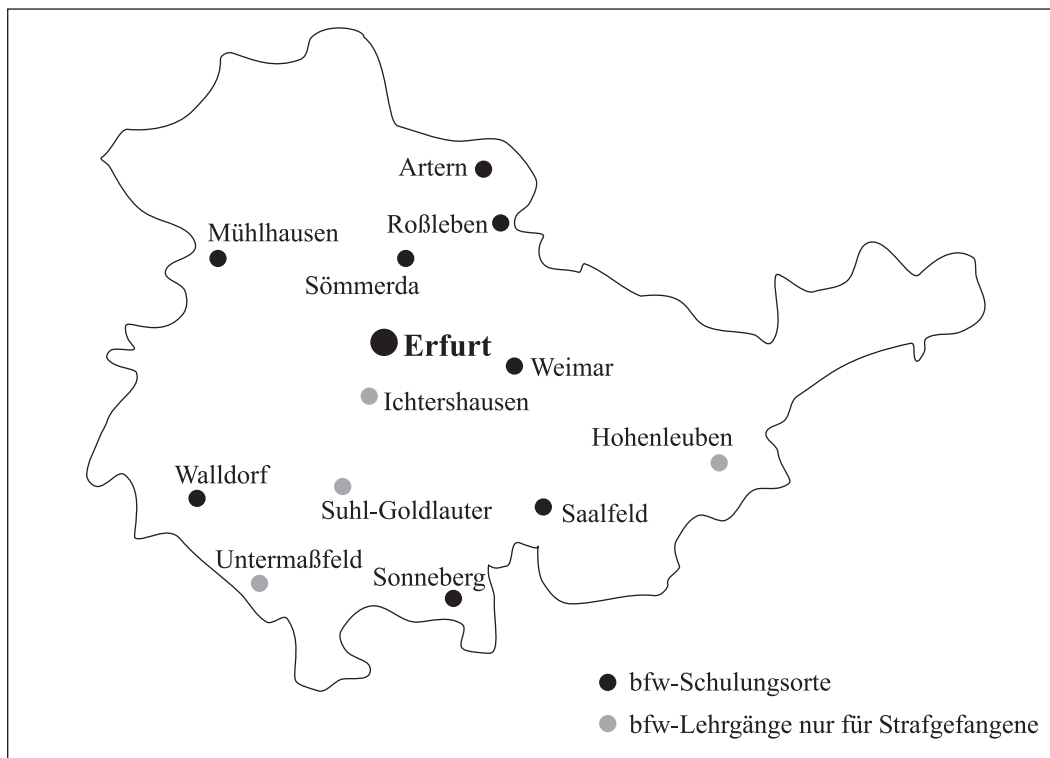 Artern
Roßleben
Mühlhausen
Sömmerda
Erfurt
Weimar
Ichtershausen
Hohenleuben
Walldorf
Suhl-Goldlauter
Saalfeld
Untermaßfeld
Sonneberg
bfw-Schulungsorte
bfw-Lehrgänge nur für Strafgefangene